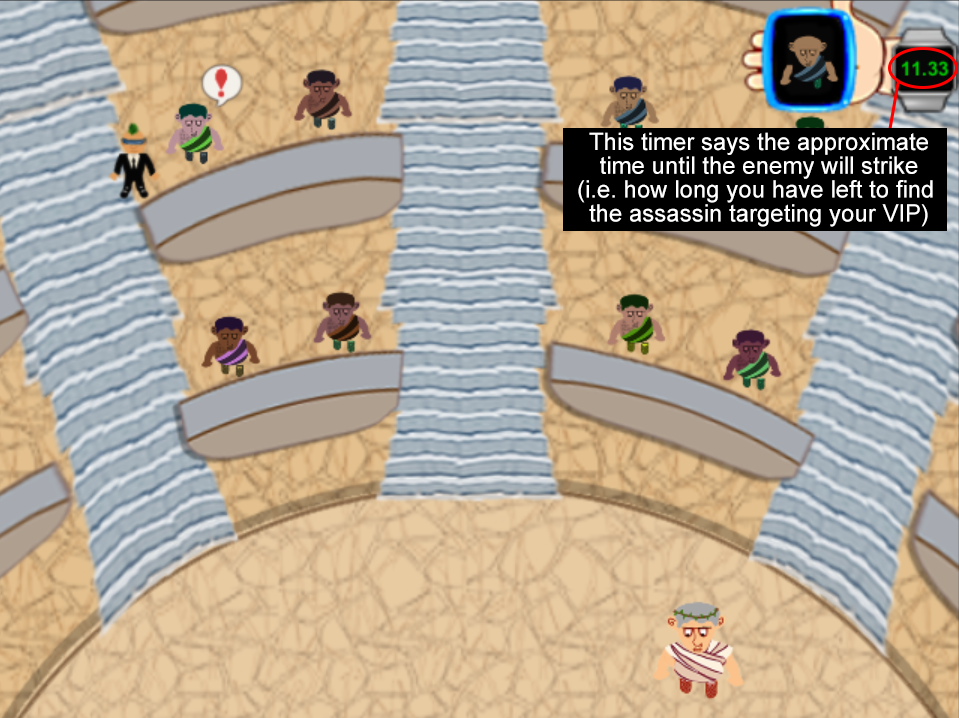 11.33
This timer says the approximate
time until the enemy will strike
(i.e. how long you have left to find
the assassin targeting your VIP)
!